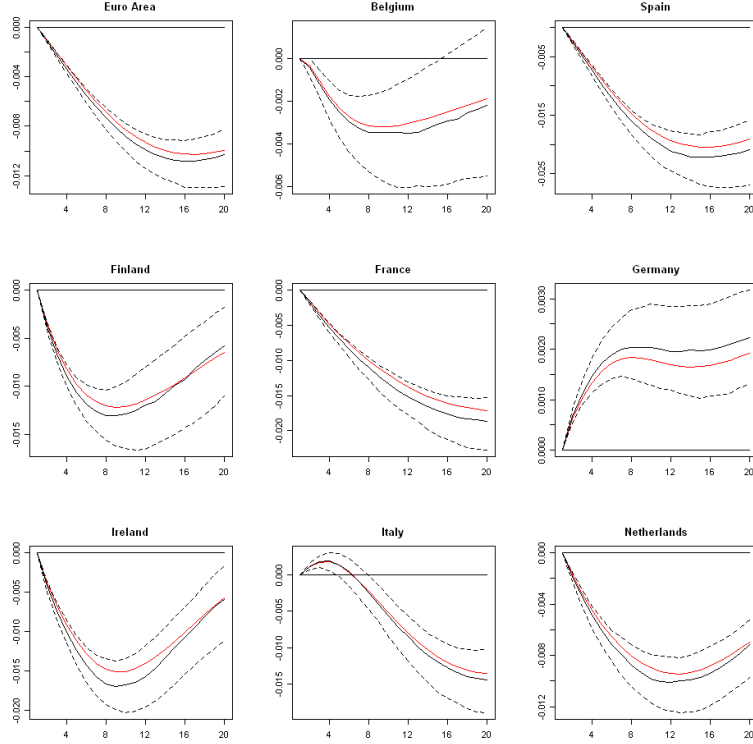 Euro Area
Belgium
Spain
0.000
-0.004
-0.008
-0.012
4 8 12 16 20
0.000
-0.002
-0.004
-0.006
4 8 12 16 20
-0.005
-0.015
-0.025
4 8 12 16 20
Finland
France
Germany
0.000
-0.005
-0.010
-0.015
4 8 12 16 20
0.000
-0.005
-0.010
-0.015
-0.020
4 8 12 16 20
0.0030
0.0020
0.0010
0.0000
4 8 12 16 20
Ireland
Italy
Netherlands
0.000
-0.005
-0.010
-0.015
-0.020
4 8 12 16 20
0.000
-0.005
-0.010
-0.015
4 8 12 16 20
0.000
-0.004
-0.008
-0.012
4 8 12 16 20